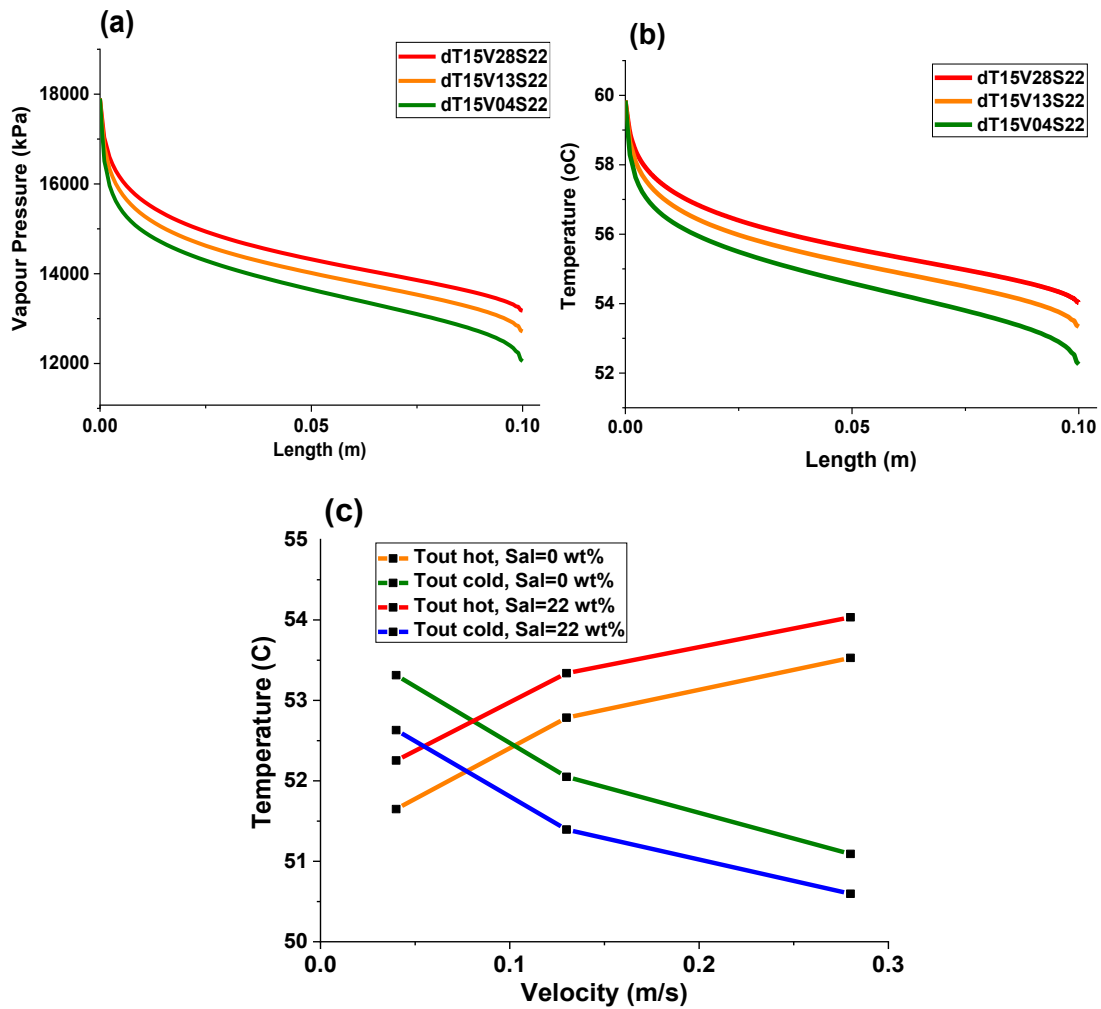 (a)
dT15V28S22
dT15V13S22
dT15V04S22
Vapour Pressure (kPa)
18000
16000
14000
12000
0.00
0.05
0.10
Length (m)
(b)
dT15V28S22
dT15V13S22
dT15V04S22
Temperature (oC)
60
58
56
54
52
0.00
0.05
0.10
Length (m)
(c)
Tout hot, Sal=0 wt%
Tout cold, Sal=0 wt%
Tout hot, Sal=22 wt%
Tout cold, Sal=22 wt%
Temperature (C)
55
54
53
52
51
50
0.0
0.1
0.2
0.3
Velocity (m/s)